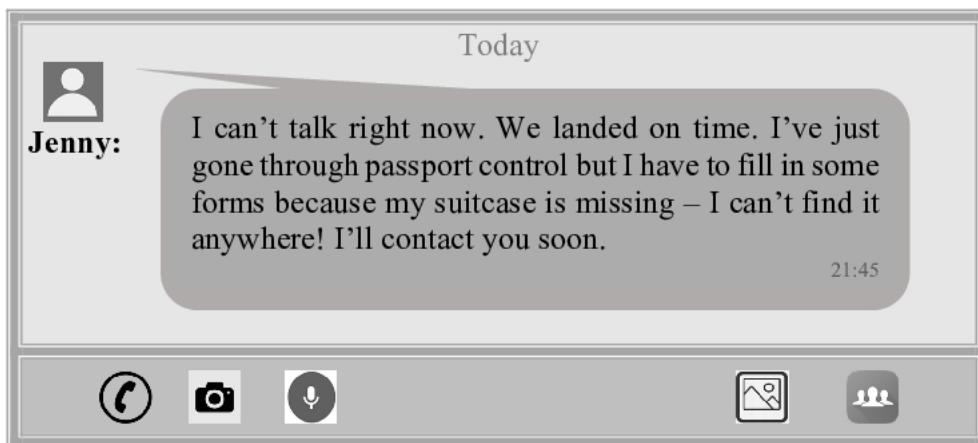 Today
Jenny:
I can’t talk right now. We landed on time. I’ve just
gone through passport control but I have to fill in some
forms because my suitcase is missing – I can’t find it
anywhere! I’ll contact you soon.
21:45